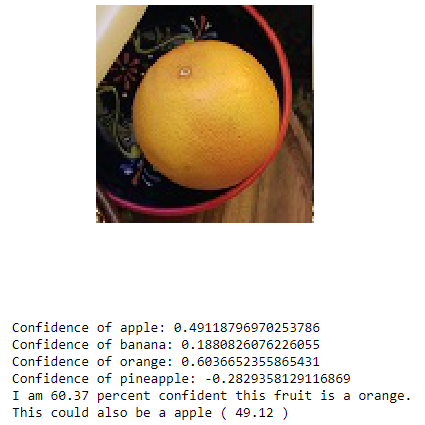 Confidence of apple: 0.49118796970253786
Confidence of banana: 0.1880826076226055
Confidence of orange: 0.6036652355865431
Confidence of pineapple: -0.2829358129116869
I am 60.37 percent confident this fruit is a orange.
This could also be a apple ( 49.12 )